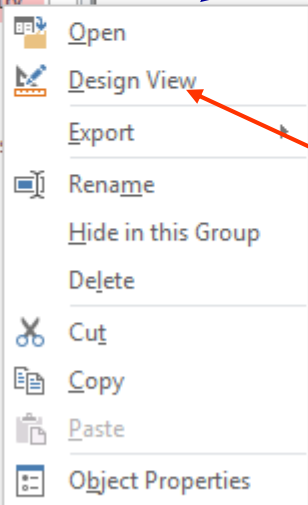 Open
Design View
Export
Rename
Hide in this Group
Delete
Cut
Copy
Paste
Object Properties